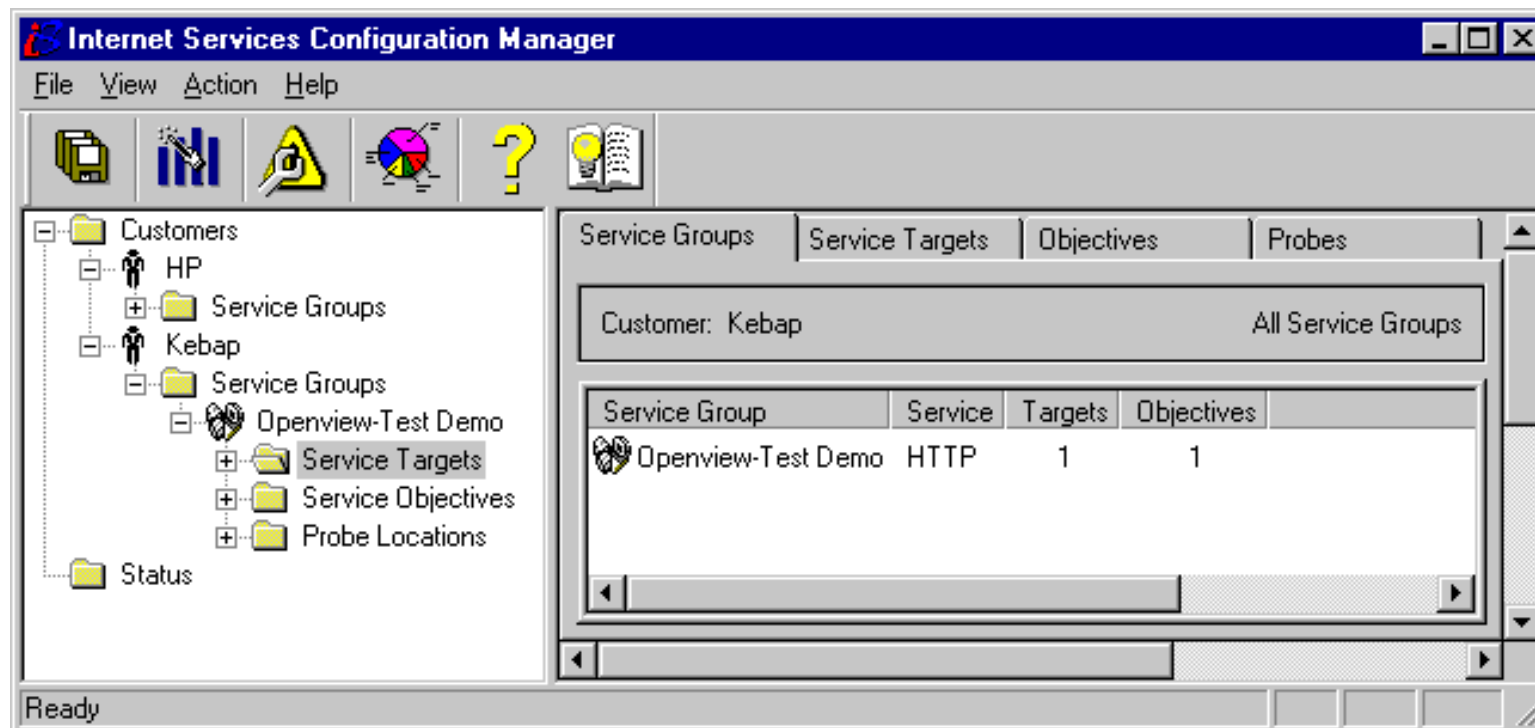 Internet Services Configuration Manager
File View Action Help
Customers
HP
Service Groups
Kebap
Service Groups
Openview-Test Demo
Service Targets
Service Objectives
Probe Locations
Status
Service Groups Service Targets Objectives Probes
Customer: Kebap All Service Groups
Service Group Service Targets Objectives
Openview-Test Demo HTTP 1 1
Ready